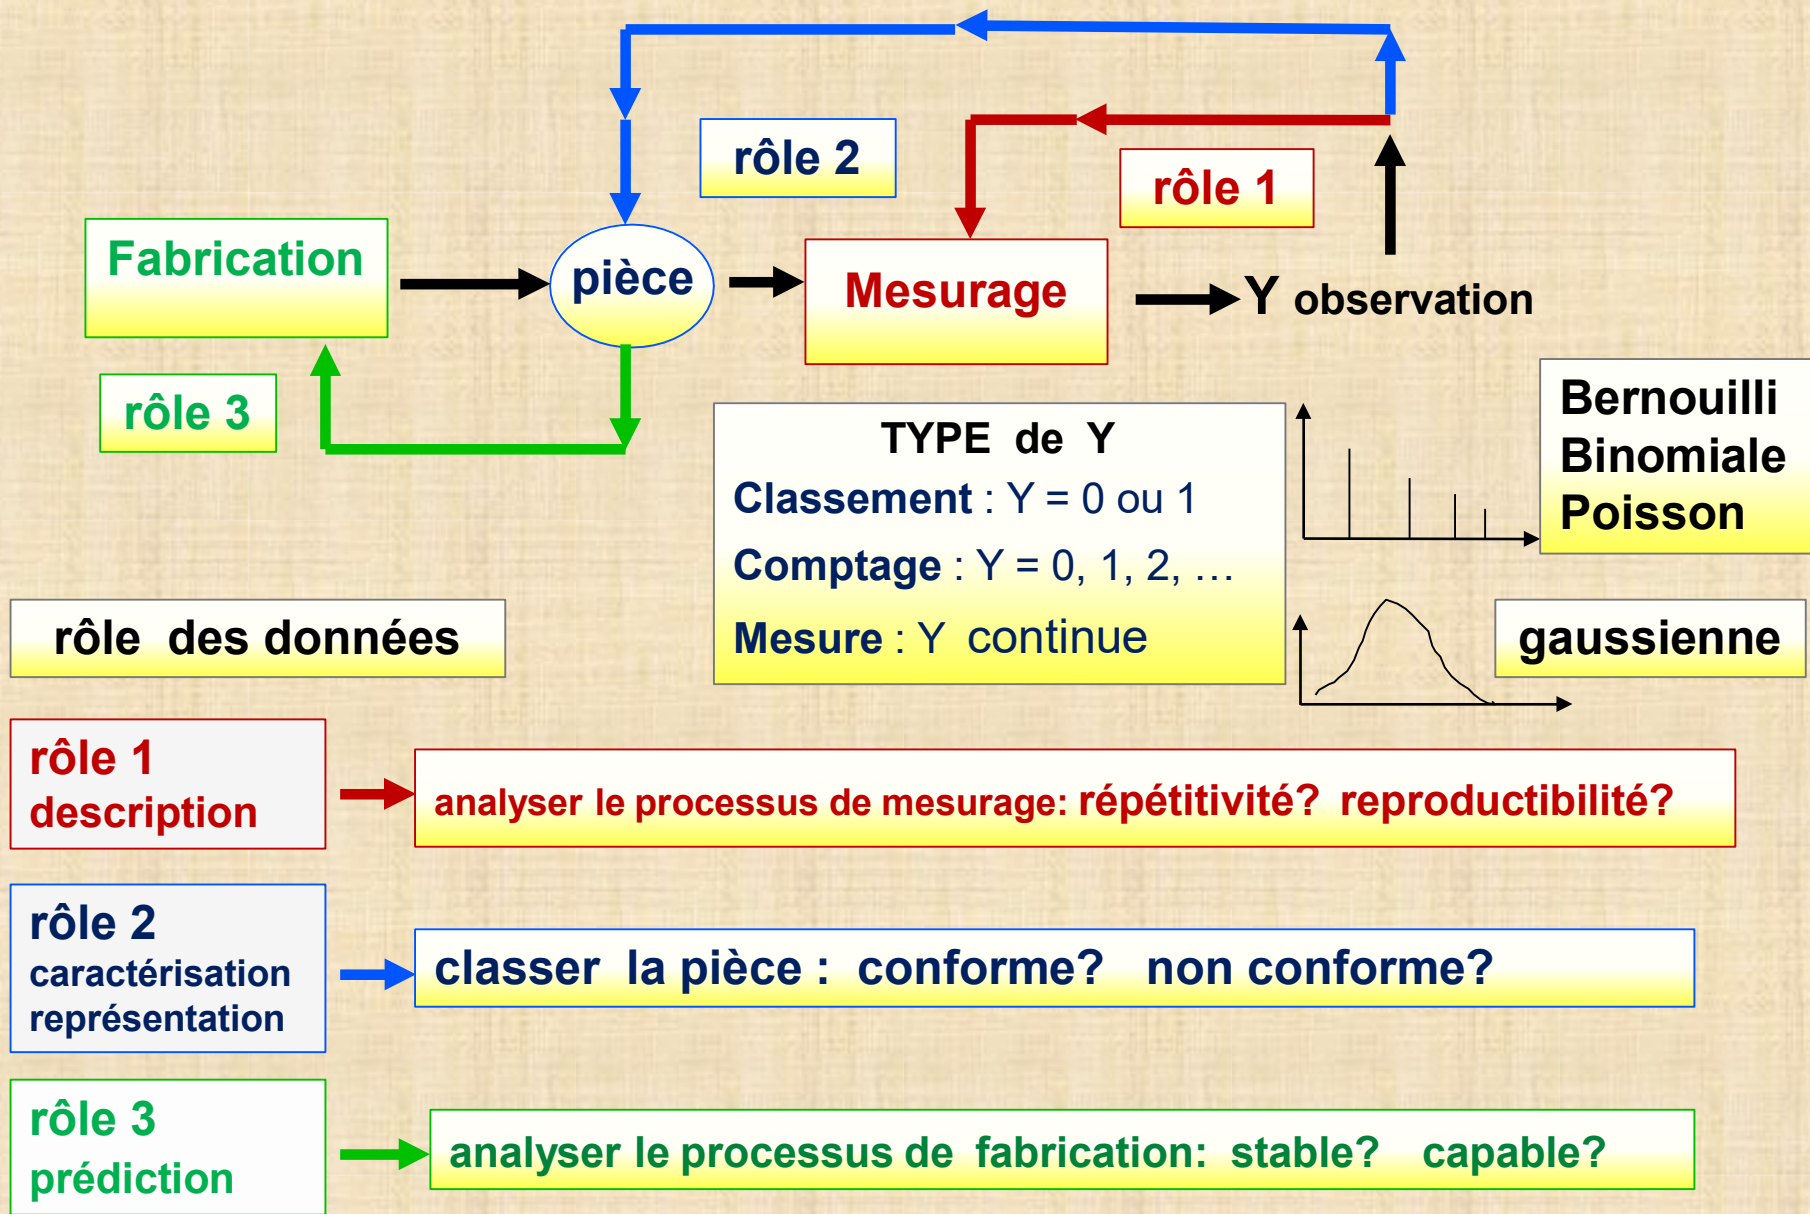 rôle 2
rôle 1
Fabrication
pièce
Mesurage
Y observation
rôle 3
TYPE de Y
Classement : Y = 0 ou 1
Comptage : Y = 0, 1, 2, …
Mesure : Y continue
Bernouilli
Binomiale
Poisson
gaussienne
rôle des données
rôle 1
description
analyser le processus de mesurage: répétitivité? reproductibilité?
rôle 2
caractérisation
représentation
classer la pièce : conforme? non conforme?
rôle 3
prédiction
analyser le processus de fabrication: stable? capable?